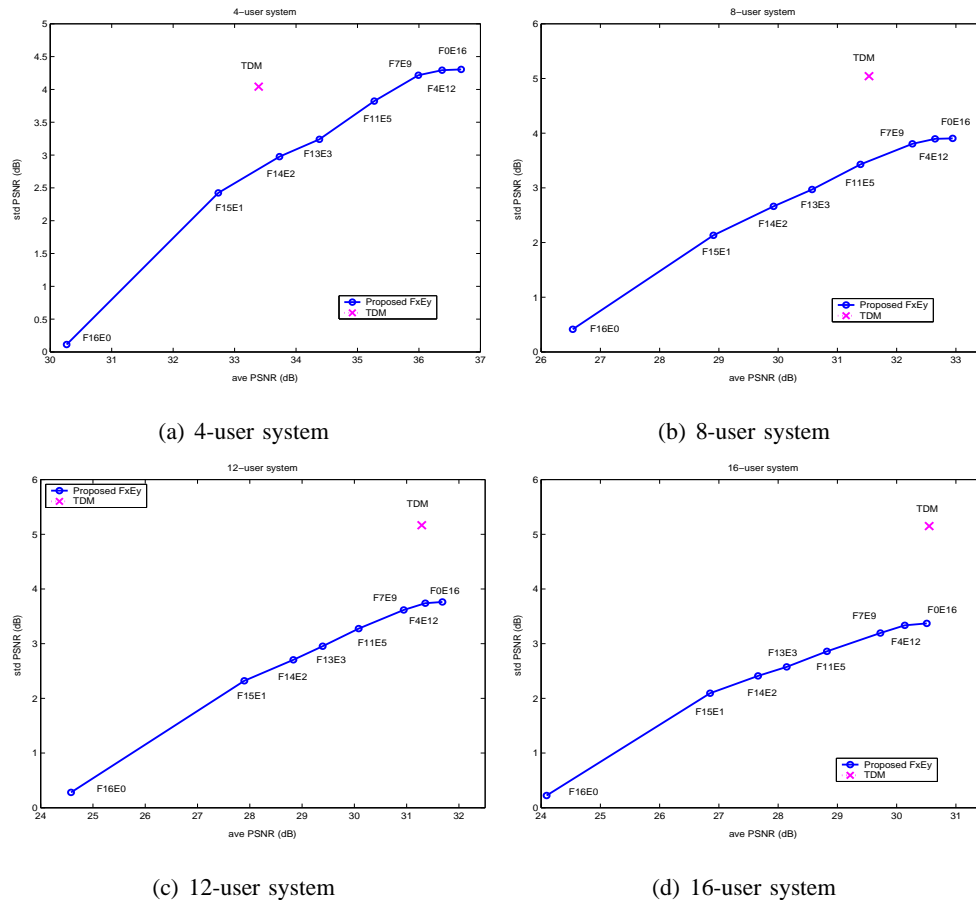 4−user system
5
4.5
4
3.5
3
2.5
2
1.5
1
0.5
0
std PSNR (dB)
TDM
F7E9
F0E16
F4E12
F11E5
F13E3
F14E2
F15E1
F16E0
Proposed FxEy
TDM
30 31 32 33 34 35 36 37
ave PSNR (dB)
(a) 4-user system
8−user system
6
5
4
3
2
1
0
std PSNR (dB)
TDM
F7E9
F0E16
F4E12
F11E5
F13E3
F14E2
F15E1
F16E0
Proposed FxEy
TDM
26 27 28 29 30 31 32 33
ave PSNR (dB)
(b) 8-user system
12−user system
6
5
4
3
2
1
0
std PSNR (dB)
Proposed FxEy
TDM
TDM
F7E9
F0E16
F4E12
F11E5
F13E3
F14E2
F15E1
F16E0
24 25 26 27 28 29 30 31 32
ave PSNR (dB)
(c) 12-user system
16−user system
6
5
4
3
2
1
0
std PSNR (dB)
TDM
F7E9
F0E16
F4E12
F13E3
F11E5
F14E2
F15E1
F16E0
Proposed FxEy
TDM
24 25 26 27 28 29 30 31
ave PSNR (dB)
(d) 16-user system